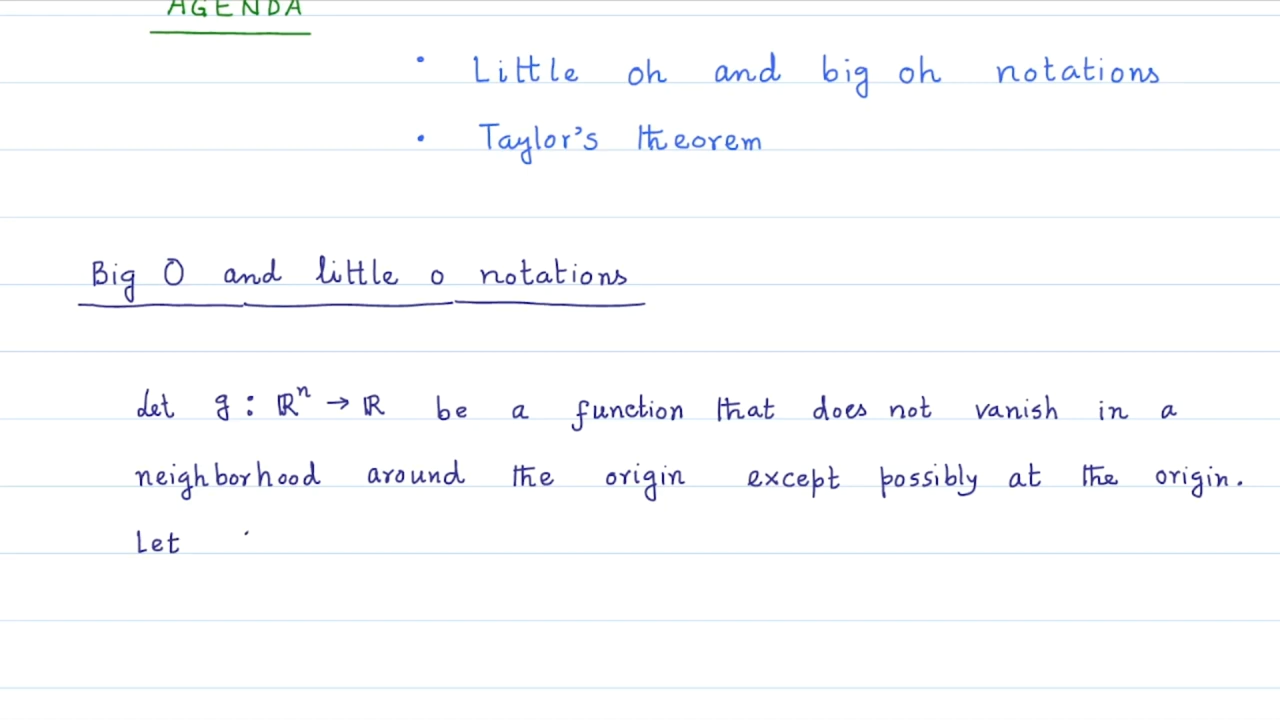 AGENDA
• Little oh and big oh notations
• Taylor's theorem
Big O and little o notations
Let g : ℝⁿ → ℝ be a function that does not vanish in a
neighborhood around the origin except possibly at the origin.
Let